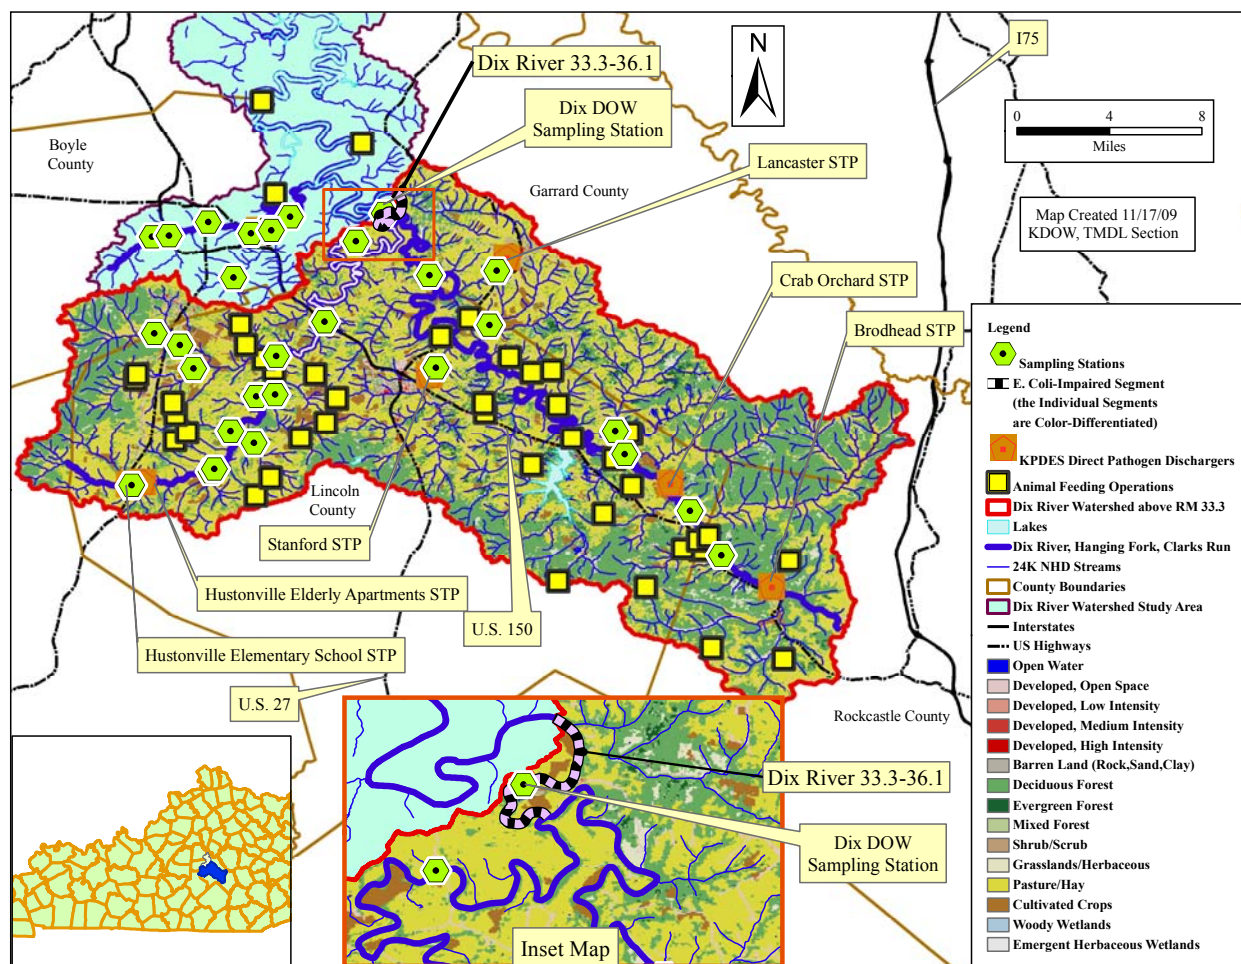 N
I75
Dix River 33.3-36.1
Dix DOW
Sampling Station
0 4 8
Miles
Lancaster STP
Boyle
County
Garrard County
Map Created 11/17/09
KDOW, TMDL Section
Crab Orchard STP
Brodhead STP
Lincoln
County
Stanford STP
Hustonville Elderly Apartments STP
U.S. 150
Hustonville Elementary School STP
U.S. 27
Rockcastle County
Dix River 33.3-36.1
Dix DOW
Sampling Station
Inset Map
Legend
Sampling Stations
E. Coli-Impaired Segment
(the Individual Segments
are Color-Differentiated)
KPDES Direct Pathogen Dischargers
Animal Feeding Operations
Dix River Watershed above RM 33.3
Lakes
Dix River, Hanging Fork, Clarks Run
24K NHD Streams
County Boundaries
Dix River Watershed Study Area
Interstates
US Highways
Open Water
Developed, Open Space
Developed, Low Intensity
Developed, Medium Intensity
Developed, High Intensity
Barren Land (Rock,Sand,Clay)
Deciduous Forest
Evergreen Forest
Mixed Forest
Shrub/Scrub
Grasslands/Herbaceous
Pasture/Hay
Cultivated Crops
Woody Wetlands
Emergent Herbaceous Wetlands